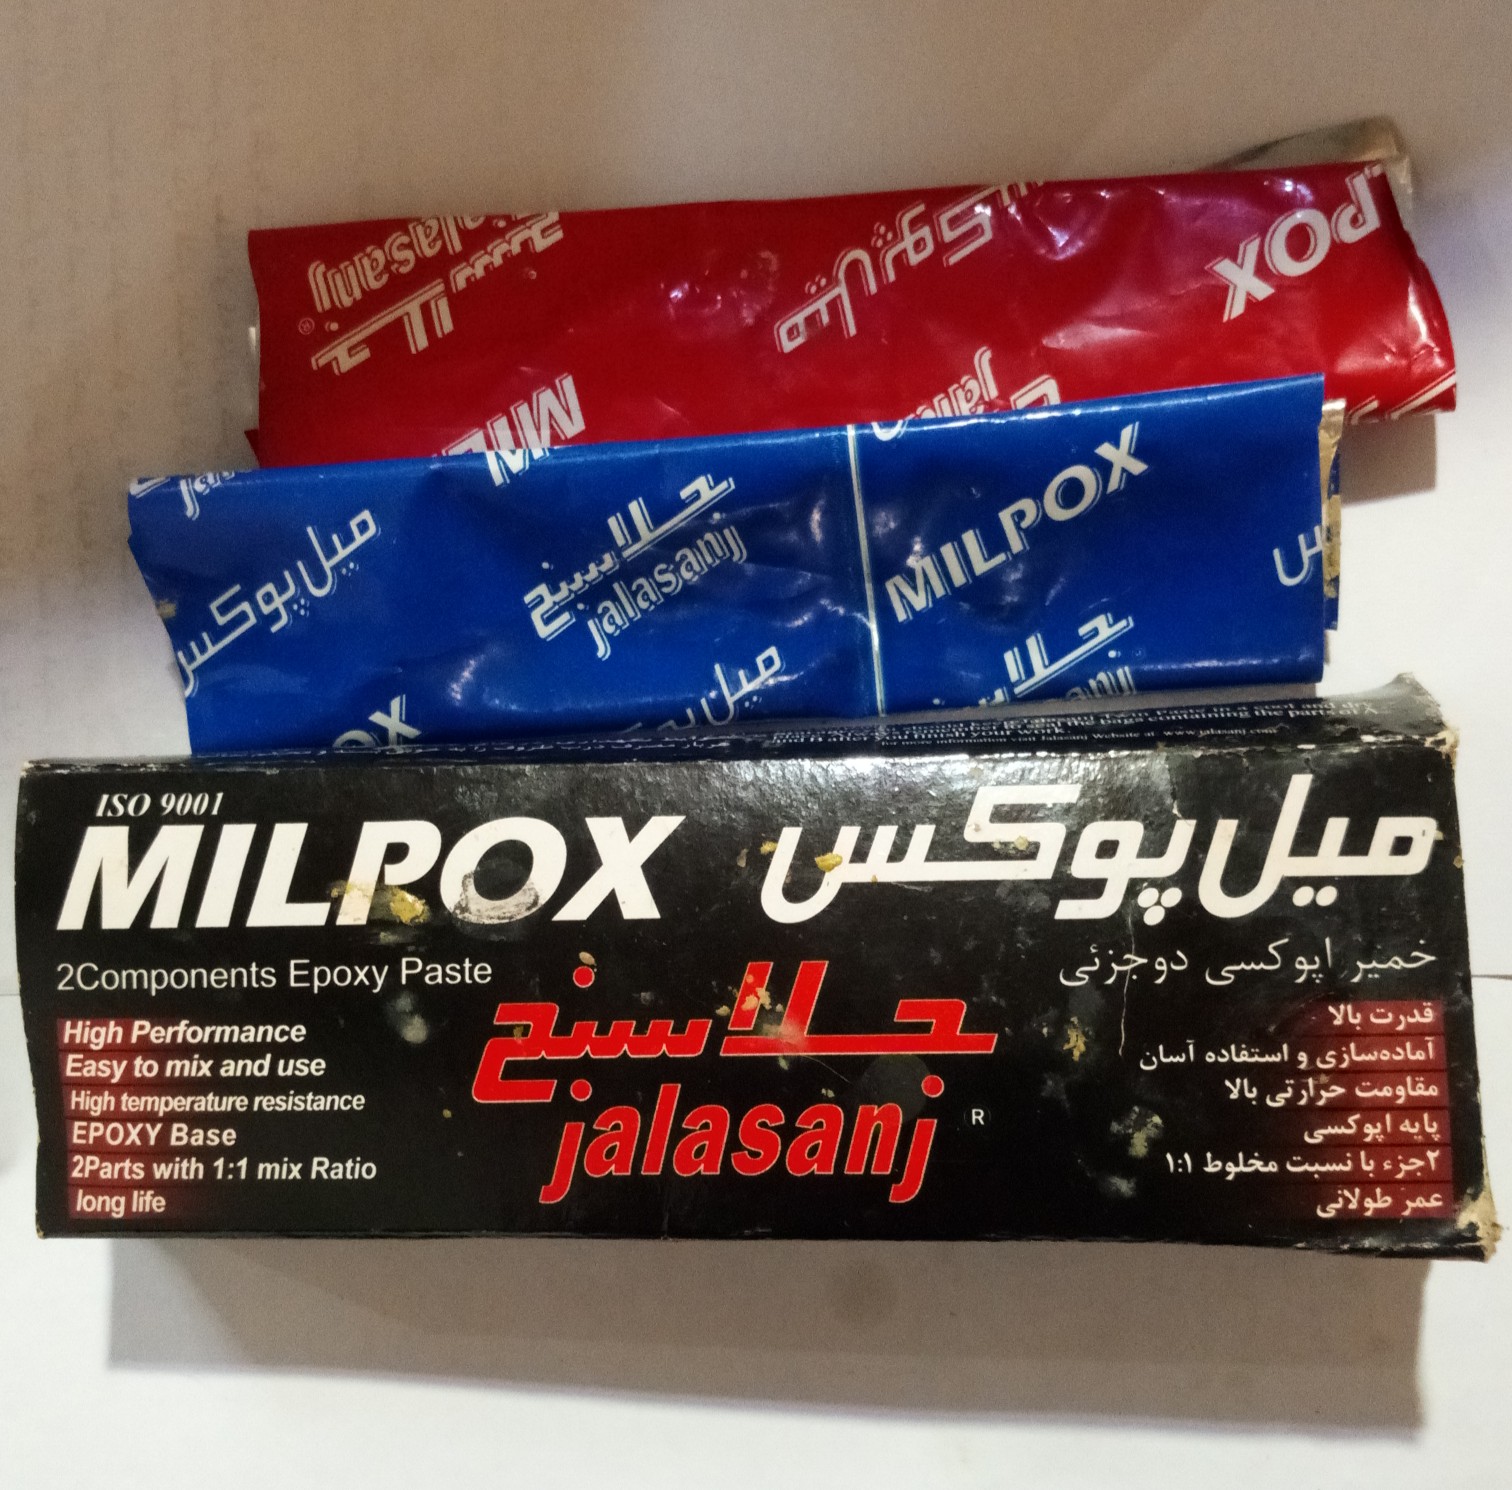 jalasanj
جلاسنج
®
میل پوکس
POX
MIL
میل پوکس
جلاسنج
jalasanj
MILPOX
جلاسنج
ISO 9001
MILPOX
میل پوکس
2Components Epoxy Paste
خمیر اپوکسی دوجزئی
High Performance
Easy to mix and use
High temperature resistance
EPOXY Base
2Parts with 1:1 mix Ratio
long life
جلاسنج
jalasanj ®
قدرت بالا
آماده‌سازی و استفاده آسان
مقاومت حرارتی بالا
پایه اپوکسی
۲جزء با نسبت مخلوط ۱:۱
عمر طولانی